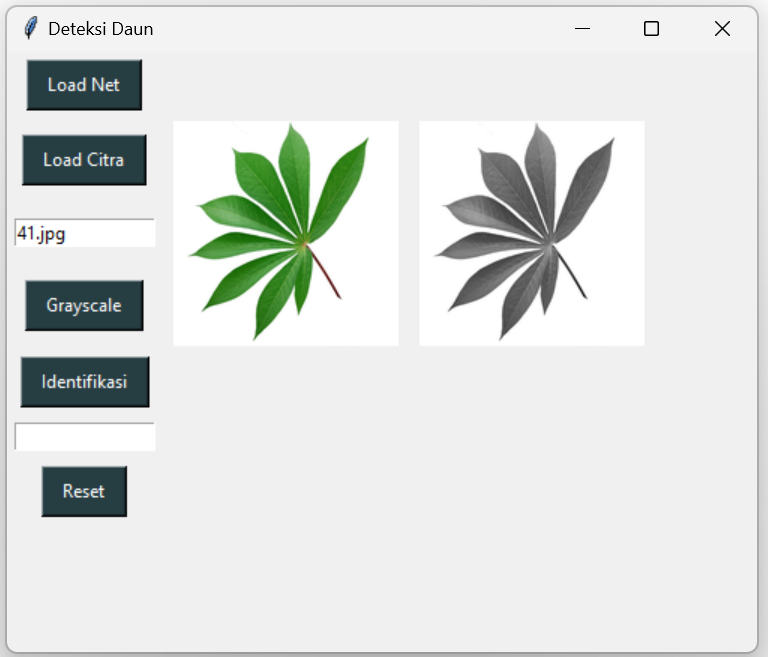 Deteksi Daun
Load Net
Load Citra
41.jpg
Grayscale
Identifikasi
Reset